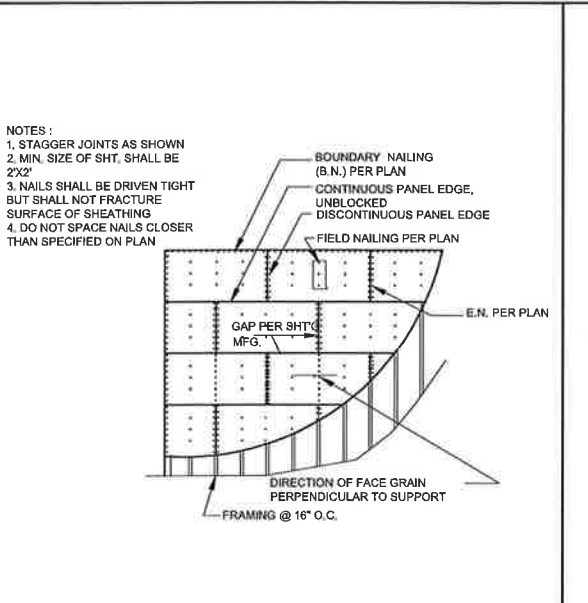 NOTES :
1. STAGGER JOINTS AS SHOWN
2. MIN. SIZE OF SHT. SHALL BE
2'X2'
3. NAILS SHALL BE DRIVEN TIGHT
BUT SHALL NOT FRACTURE
SURFACE OF SHEATHING
4. DO NOT SPACE NAILS CLOSER
THAN SPECIFIED ON PLAN
BOUNDARY NAILING
(B.N.) PER PLAN
CONTINUOUS PANEL EDGE,
UNBLOCKED
DISCONTINUOUS PANEL EDGE
FIELD NAILING PER PLAN
E.N. PER PLAN
GAP PER SHT'G
MFG.
DIRECTION OF FACE GRAIN
PERPENDICULAR TO SUPPORT
FRAMING @ 16" O.C.